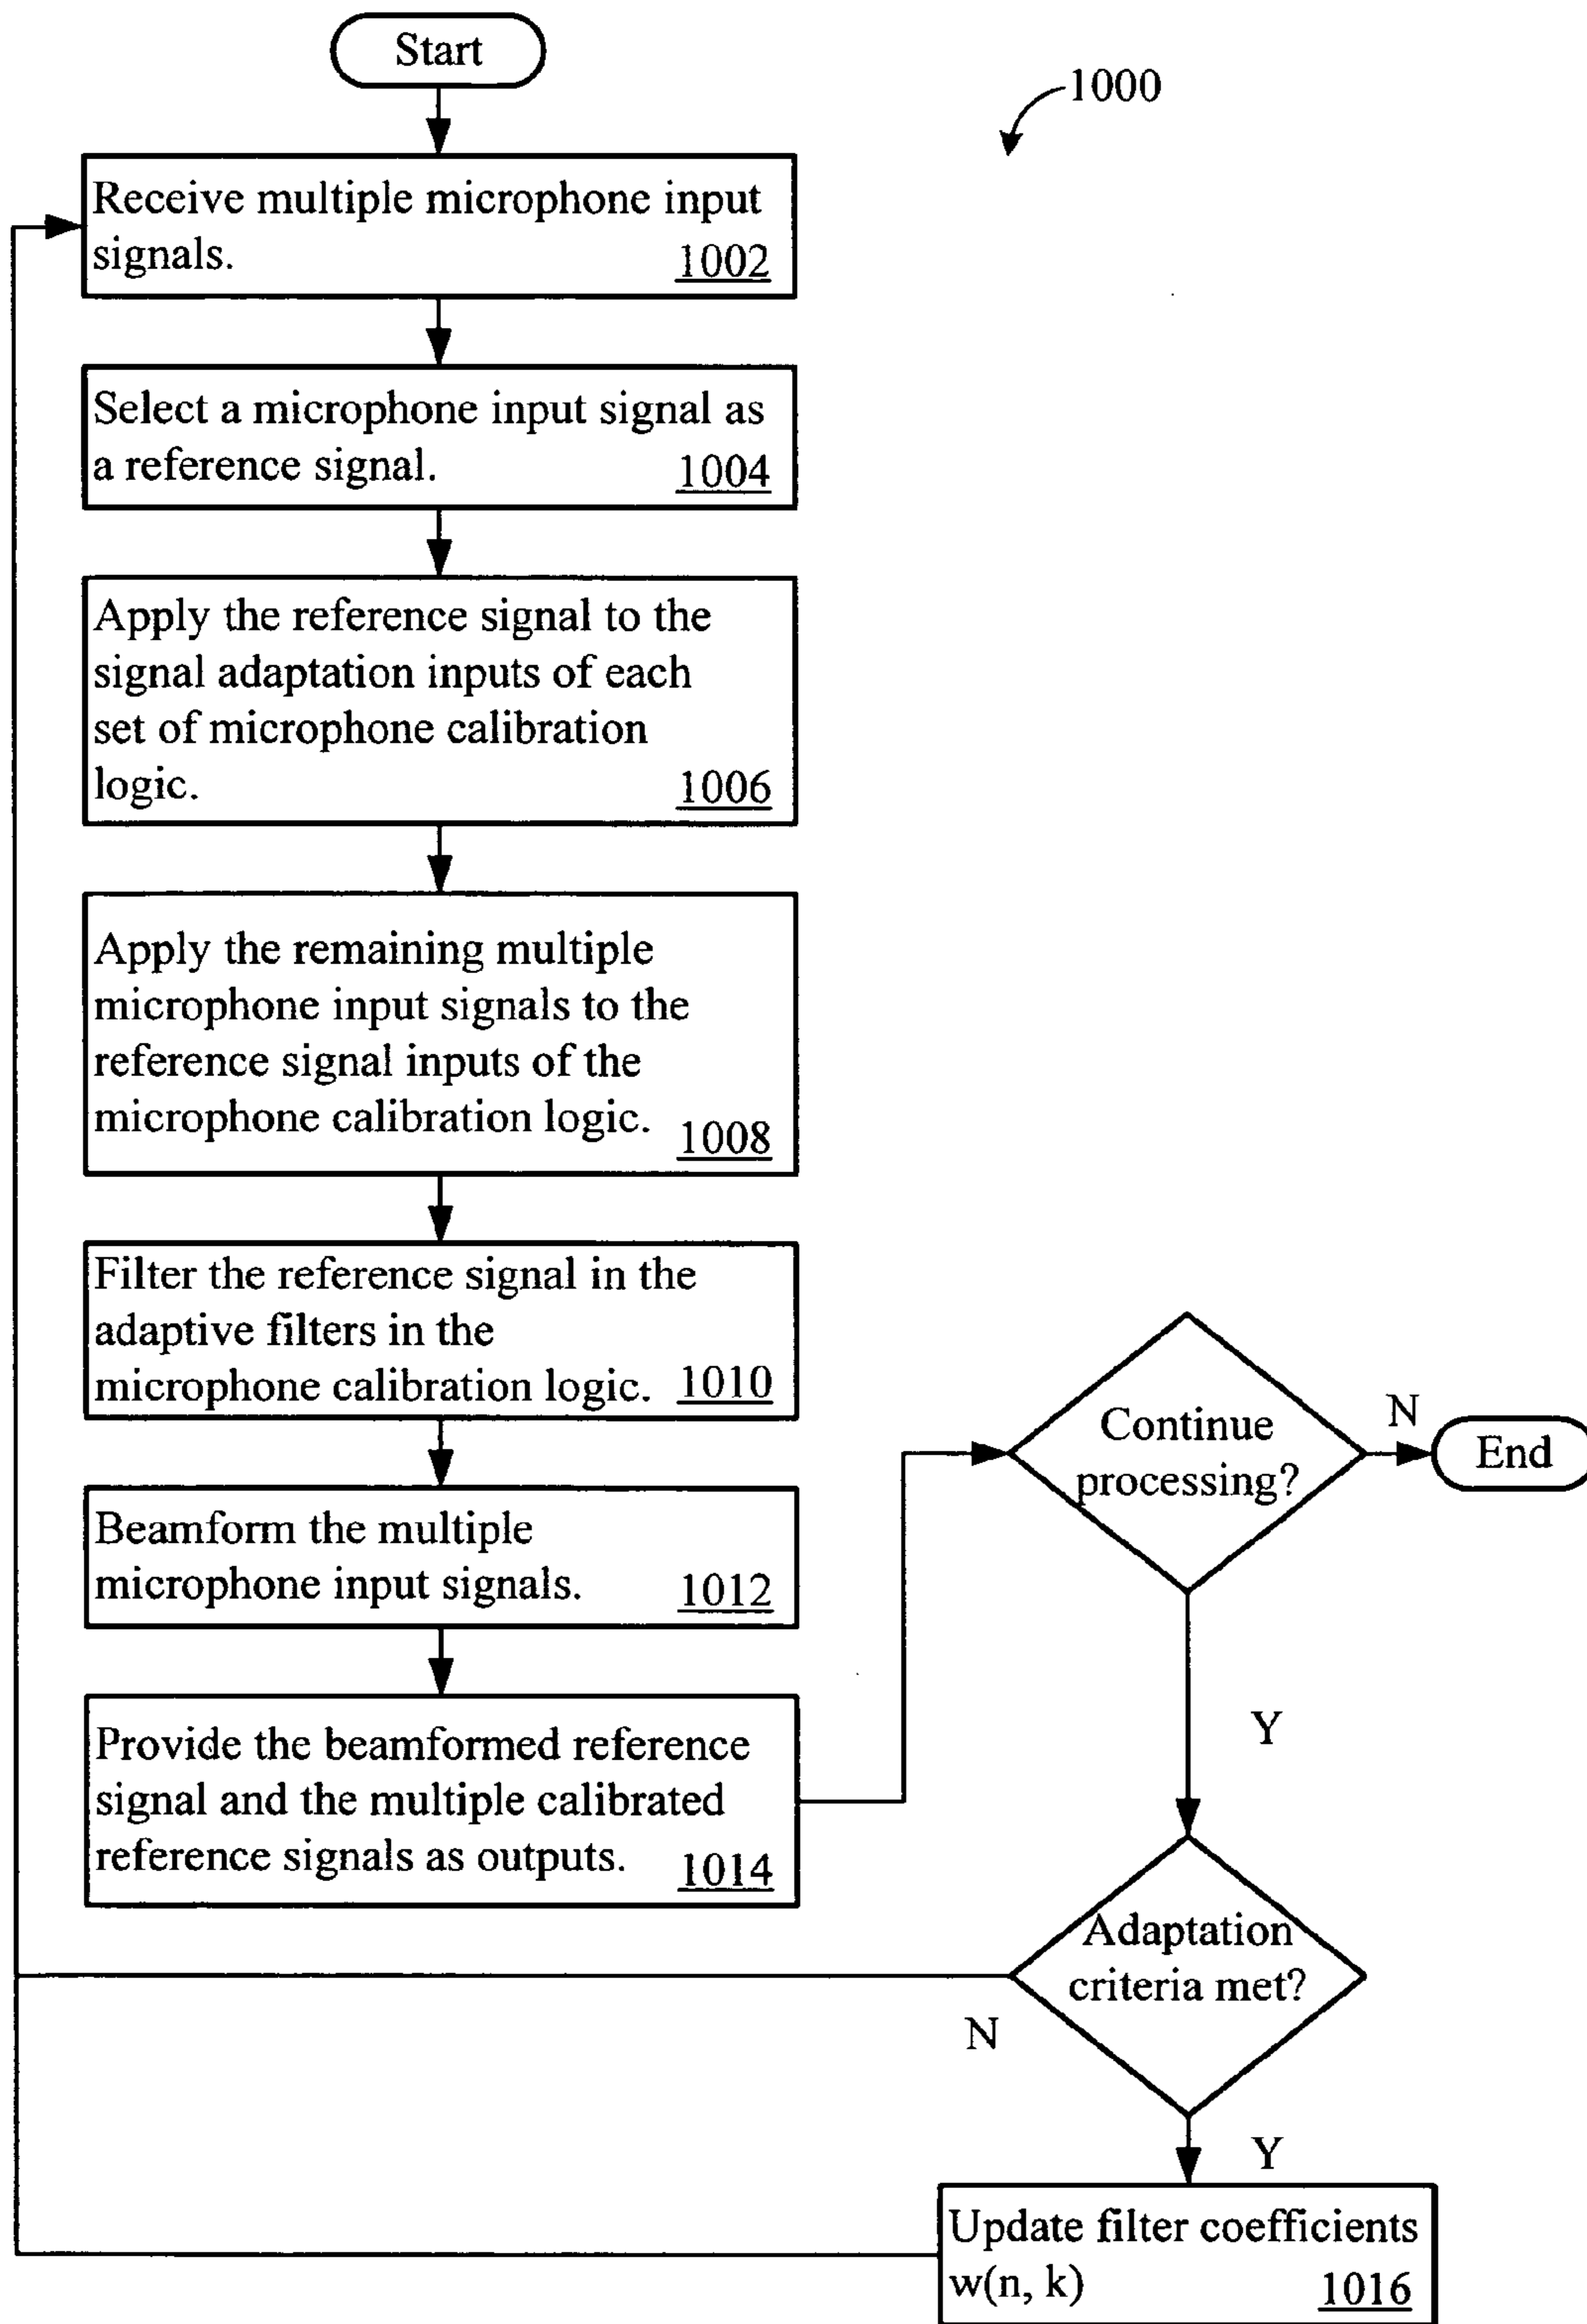 Start
1000
Receive multiple microphone input
signals. 1002
Select a microphone input signal as
a reference signal. 1004
Apply the reference signal to the
signal adaptation inputs of each
set of microphone calibration
logic. 1006
Apply the remaining multiple
microphone input signals to the
reference signal inputs of the
microphone calibration logic. 1008
Filter the reference signal in the
adaptive filters in the
microphone calibration logic. 1010
Beamform the multiple
microphone input signals. 1012
Provide the beamformed reference
signal and the multiple calibrated
reference signals as outputs. 1014
Continue
processing?
N
End
Y
Adaptation
criteria met?
N
Y
Update filter coefficients
w(n, k) 1016